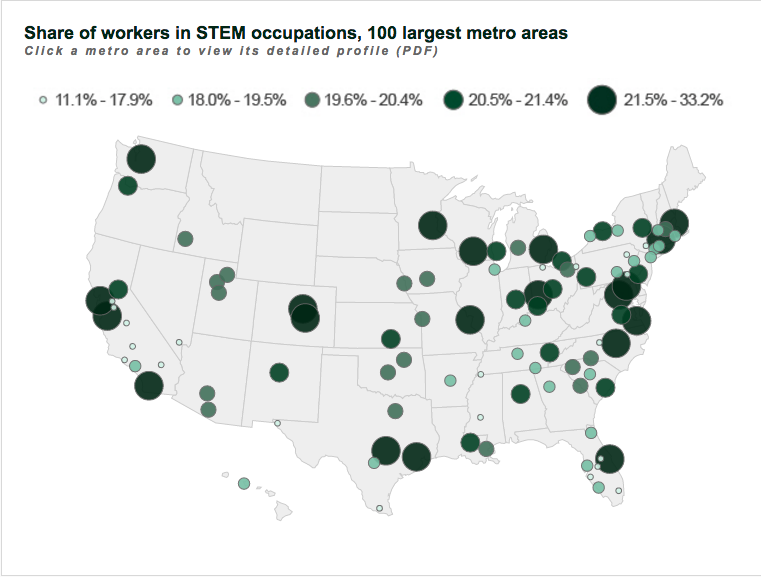 Share of workers in STEM occupations, 100 largest metro areas
Click a metro area to view its detailed profile (PDF)
11.1% - 17.9% 18.0% - 19.5% 19.6% - 20.4% 20.5% - 21.4% 21.5% - 33.2%